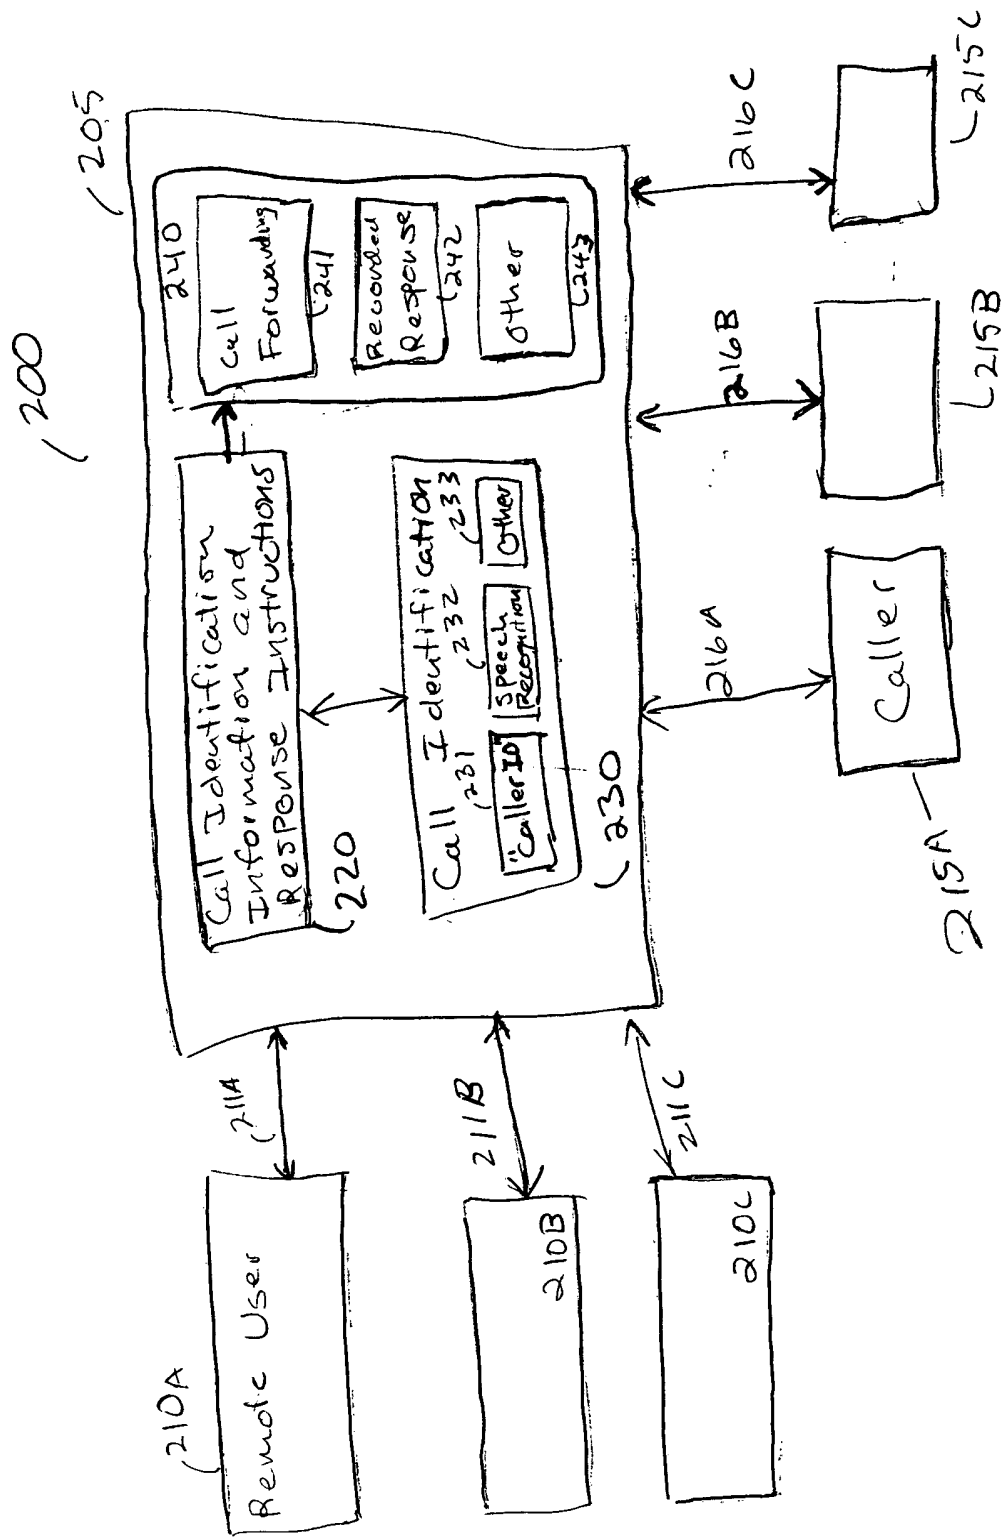 200
205
240
Call
Forwarding
241
Recorded
Response
242
Other
243
Call Identification
Information and
Response Instructions
220
Call Identification
231
232
233
"Caller ID"
Speech
Recognition
Other
230
210A
Remote User
211A
211B
210B
211C
210C
216A
216B
216C
Caller
215A
215B
215C